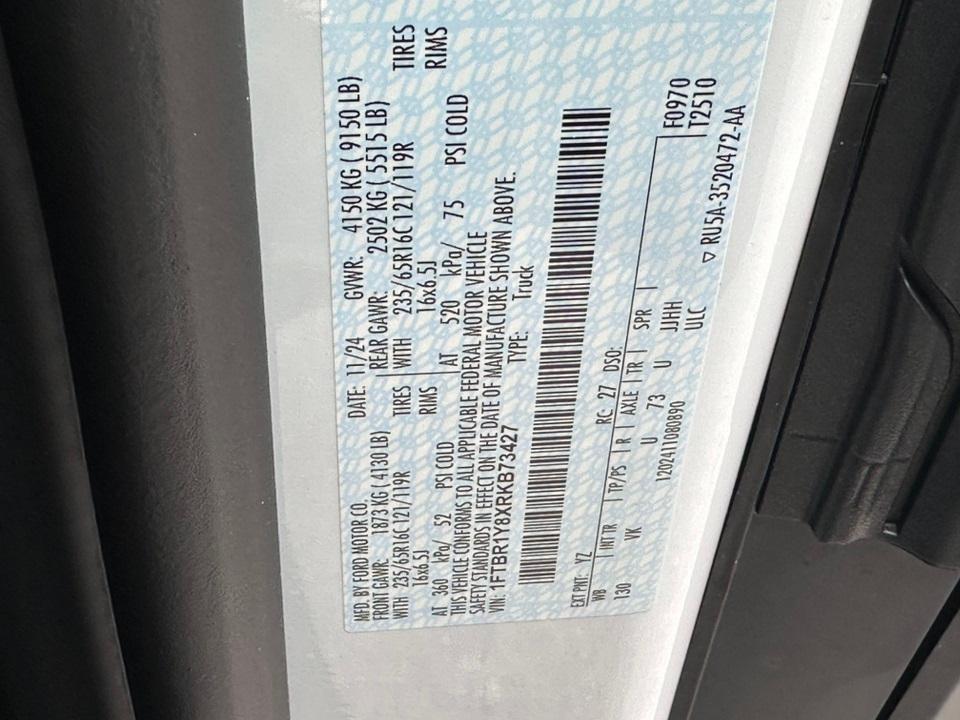 MFD. BY FORD MOTOR CO.
DATE: 11/24 GVWR: 4150 KG ( 9150 LB)
FRONT GAWR: 1873 KG ( 4130 LB)
REAR GAWR: 2502 KG ( 5515 LB)
WITH 235/65R16C 121/119R TIRES
WITH 235/65R16C 121/119R TIRES
16x6.5J RIMS
16x6.5J RIMS
AT 360 kPa/ 52 PSI COLD
AT 520 kPa/ 75 PSI COLD
THIS VEHICLE CONFORMS TO ALL APPLICABLE FEDERAL MOTOR VEHICLE
SAFETY STANDARDS IN EFFECT ON THE DATE OF MANUFACTURE SHOWN ABOVE.
VIN: 1FTBR1Y8XRKB73427 TYPE: Truck
EXT PNT: YZ RC: 27 DSO: F0970
WB | INT TR | TP/PS | R | AXLE | TR | SPR | T2510
130 VK U 73 U JJHH
1202411080890 ULC
▽ RU5A-3520472-AA